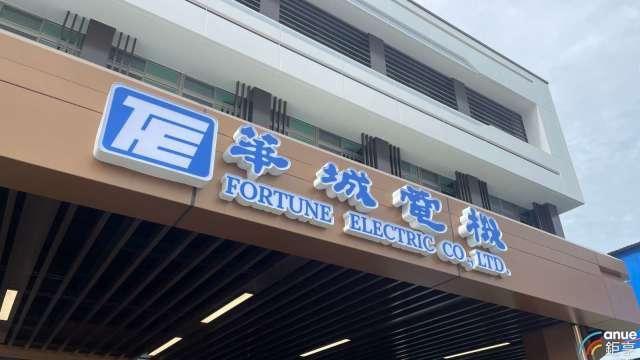 FE
華城電機
FORTUNE ELECTRIC CO., LTD.
anue
鉅亨